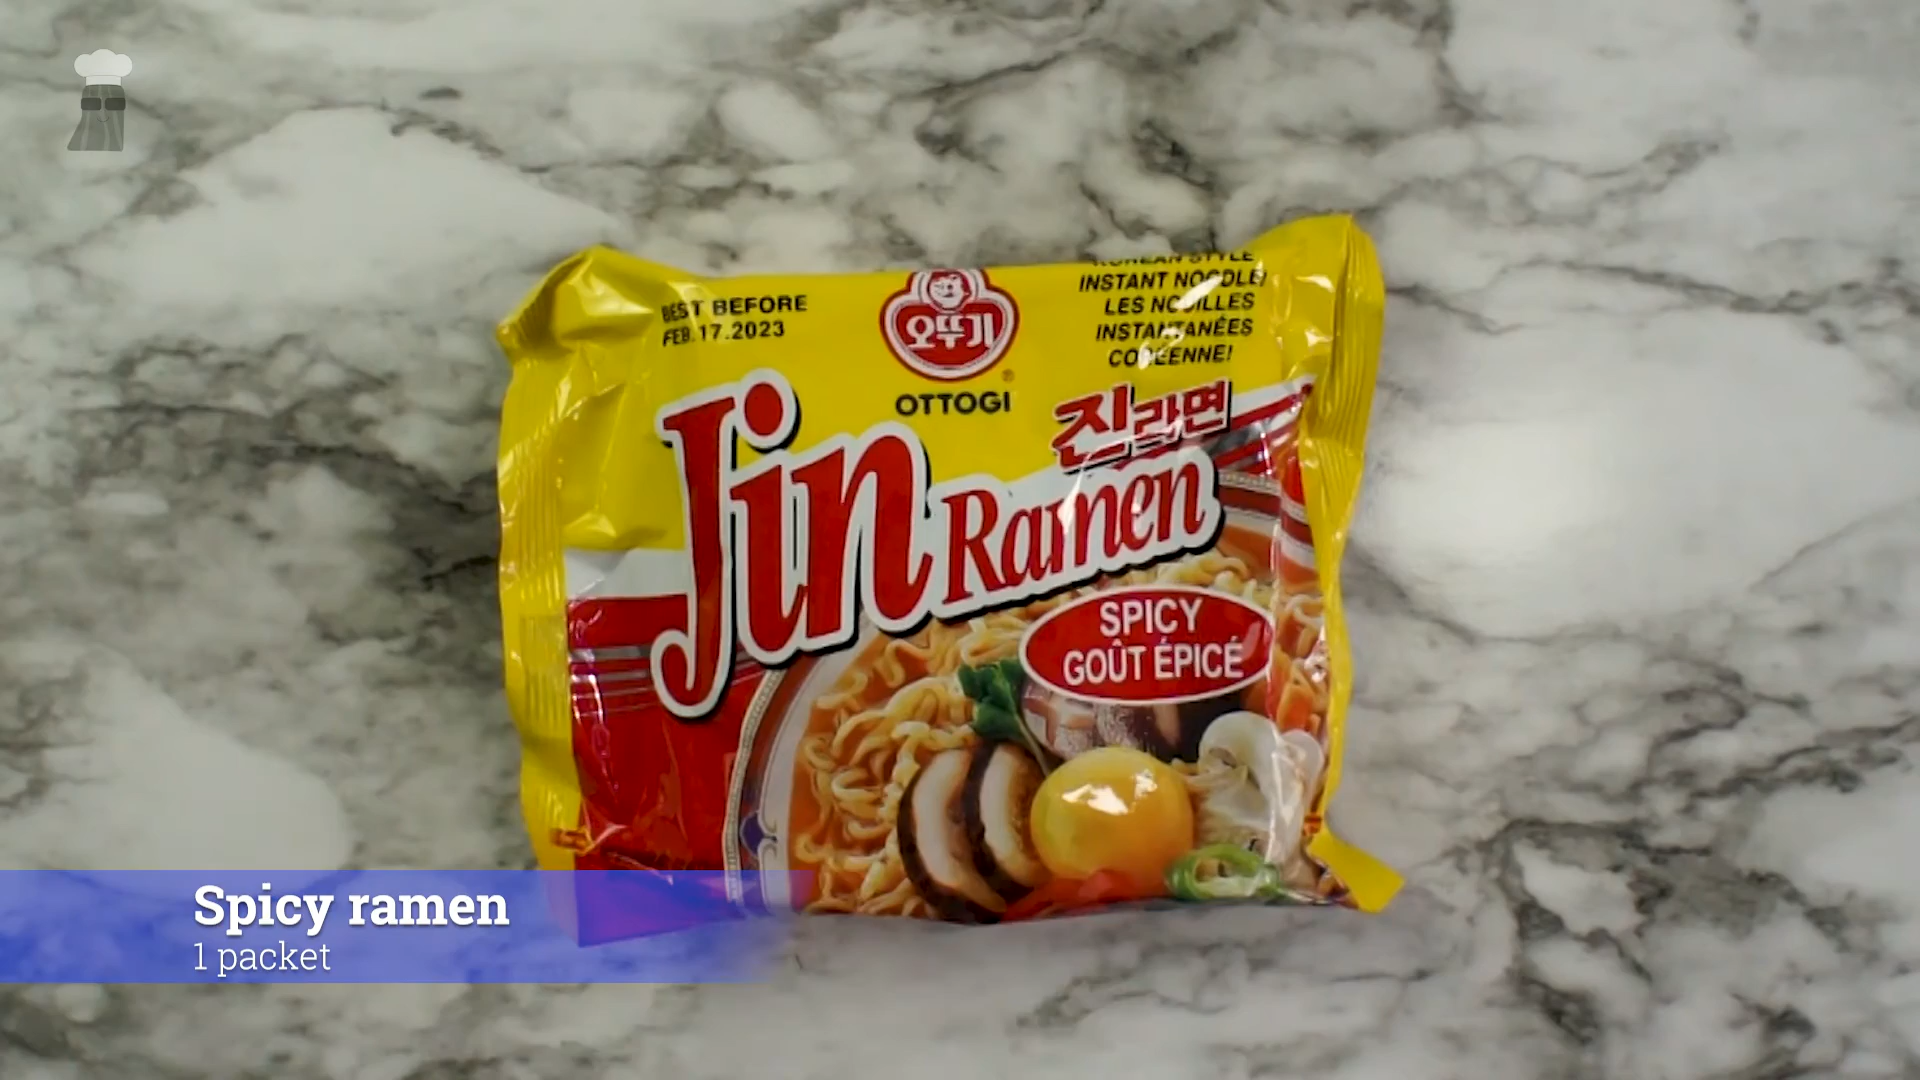 BEST BEFORE
FEB.17.2023
오뚜기
OTTOGI
KOREAN STYLE
INSTANT NOODLE/
LES NOUILLES
INSTANTANÉES
CORÉENNE!
진라면
Jin Ramen
SPICY
GOÛT ÉPICÉ
Spicy ramen
1 packet